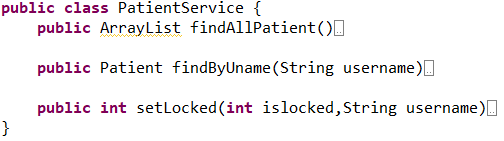 public class PatientService {
public ArrayList findAllPatient()
public Patient findByUname(String username)
public int setLocked(int islocked,String username)
}